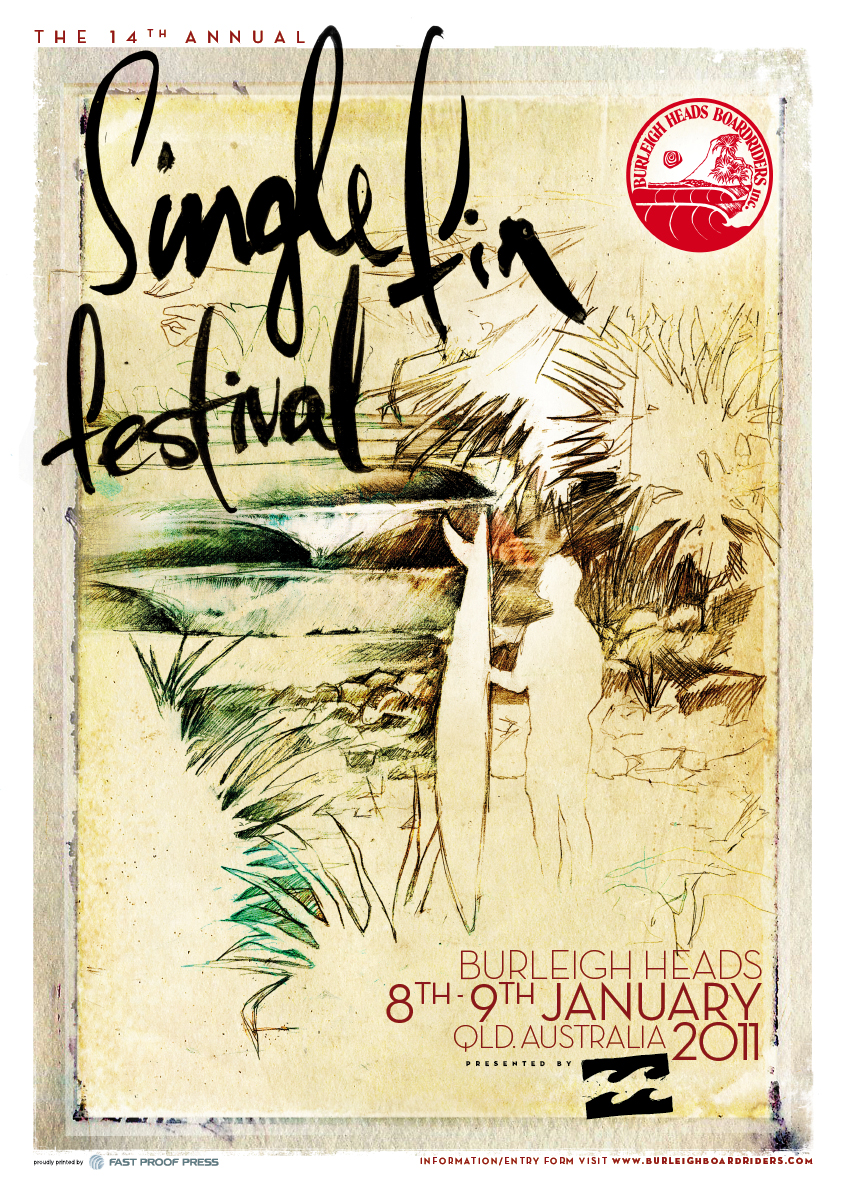 THE 14TH ANNUAL
Single fin
festival
BURLEIGH HEADS BOARDRIDERS INC.
BURLEIGH HEADS
8TH - 9TH JANUARY
QLD. AUSTRALIA 2011
PRESENTED BY
proudly printed by FAST PROOF PRESS
INFORMATION/ENTRY FORM VISIT WWW.BURLEIGHBOARDRIDERS.COM